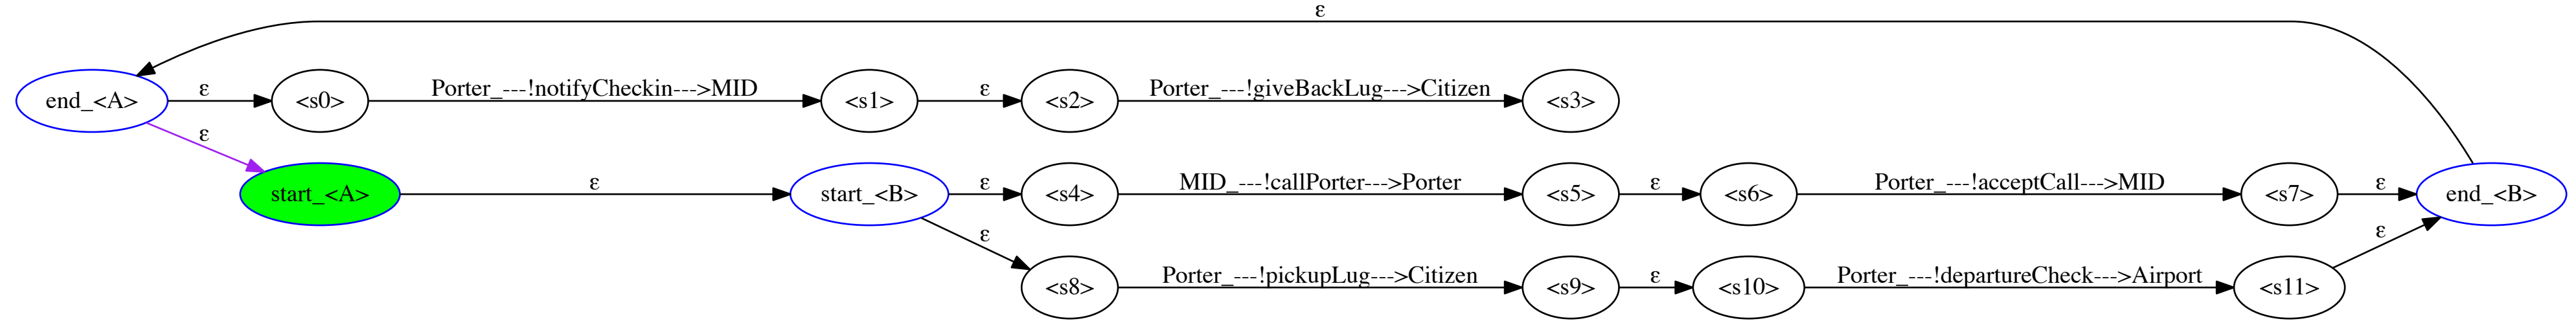 ε
end_<A>
ε
<s0>
Porter_---!notifyCheckin--->MID
<s1>
ε
<s2>
Porter_---!giveBackLug--->Citizen
<s3>
ε
start_<A>
ε
start_<B>
ε
<s4>
MID_---!callPorter--->Porter
<s5>
ε
<s6>
Porter_---!acceptCall--->MID
<s7>
ε
end_<B>
ε
<s8>
Porter_---!pickupLug--->Citizen
<s9>
ε
<s10>
Porter_---!departureCheck--->Airport
<s11>
ε